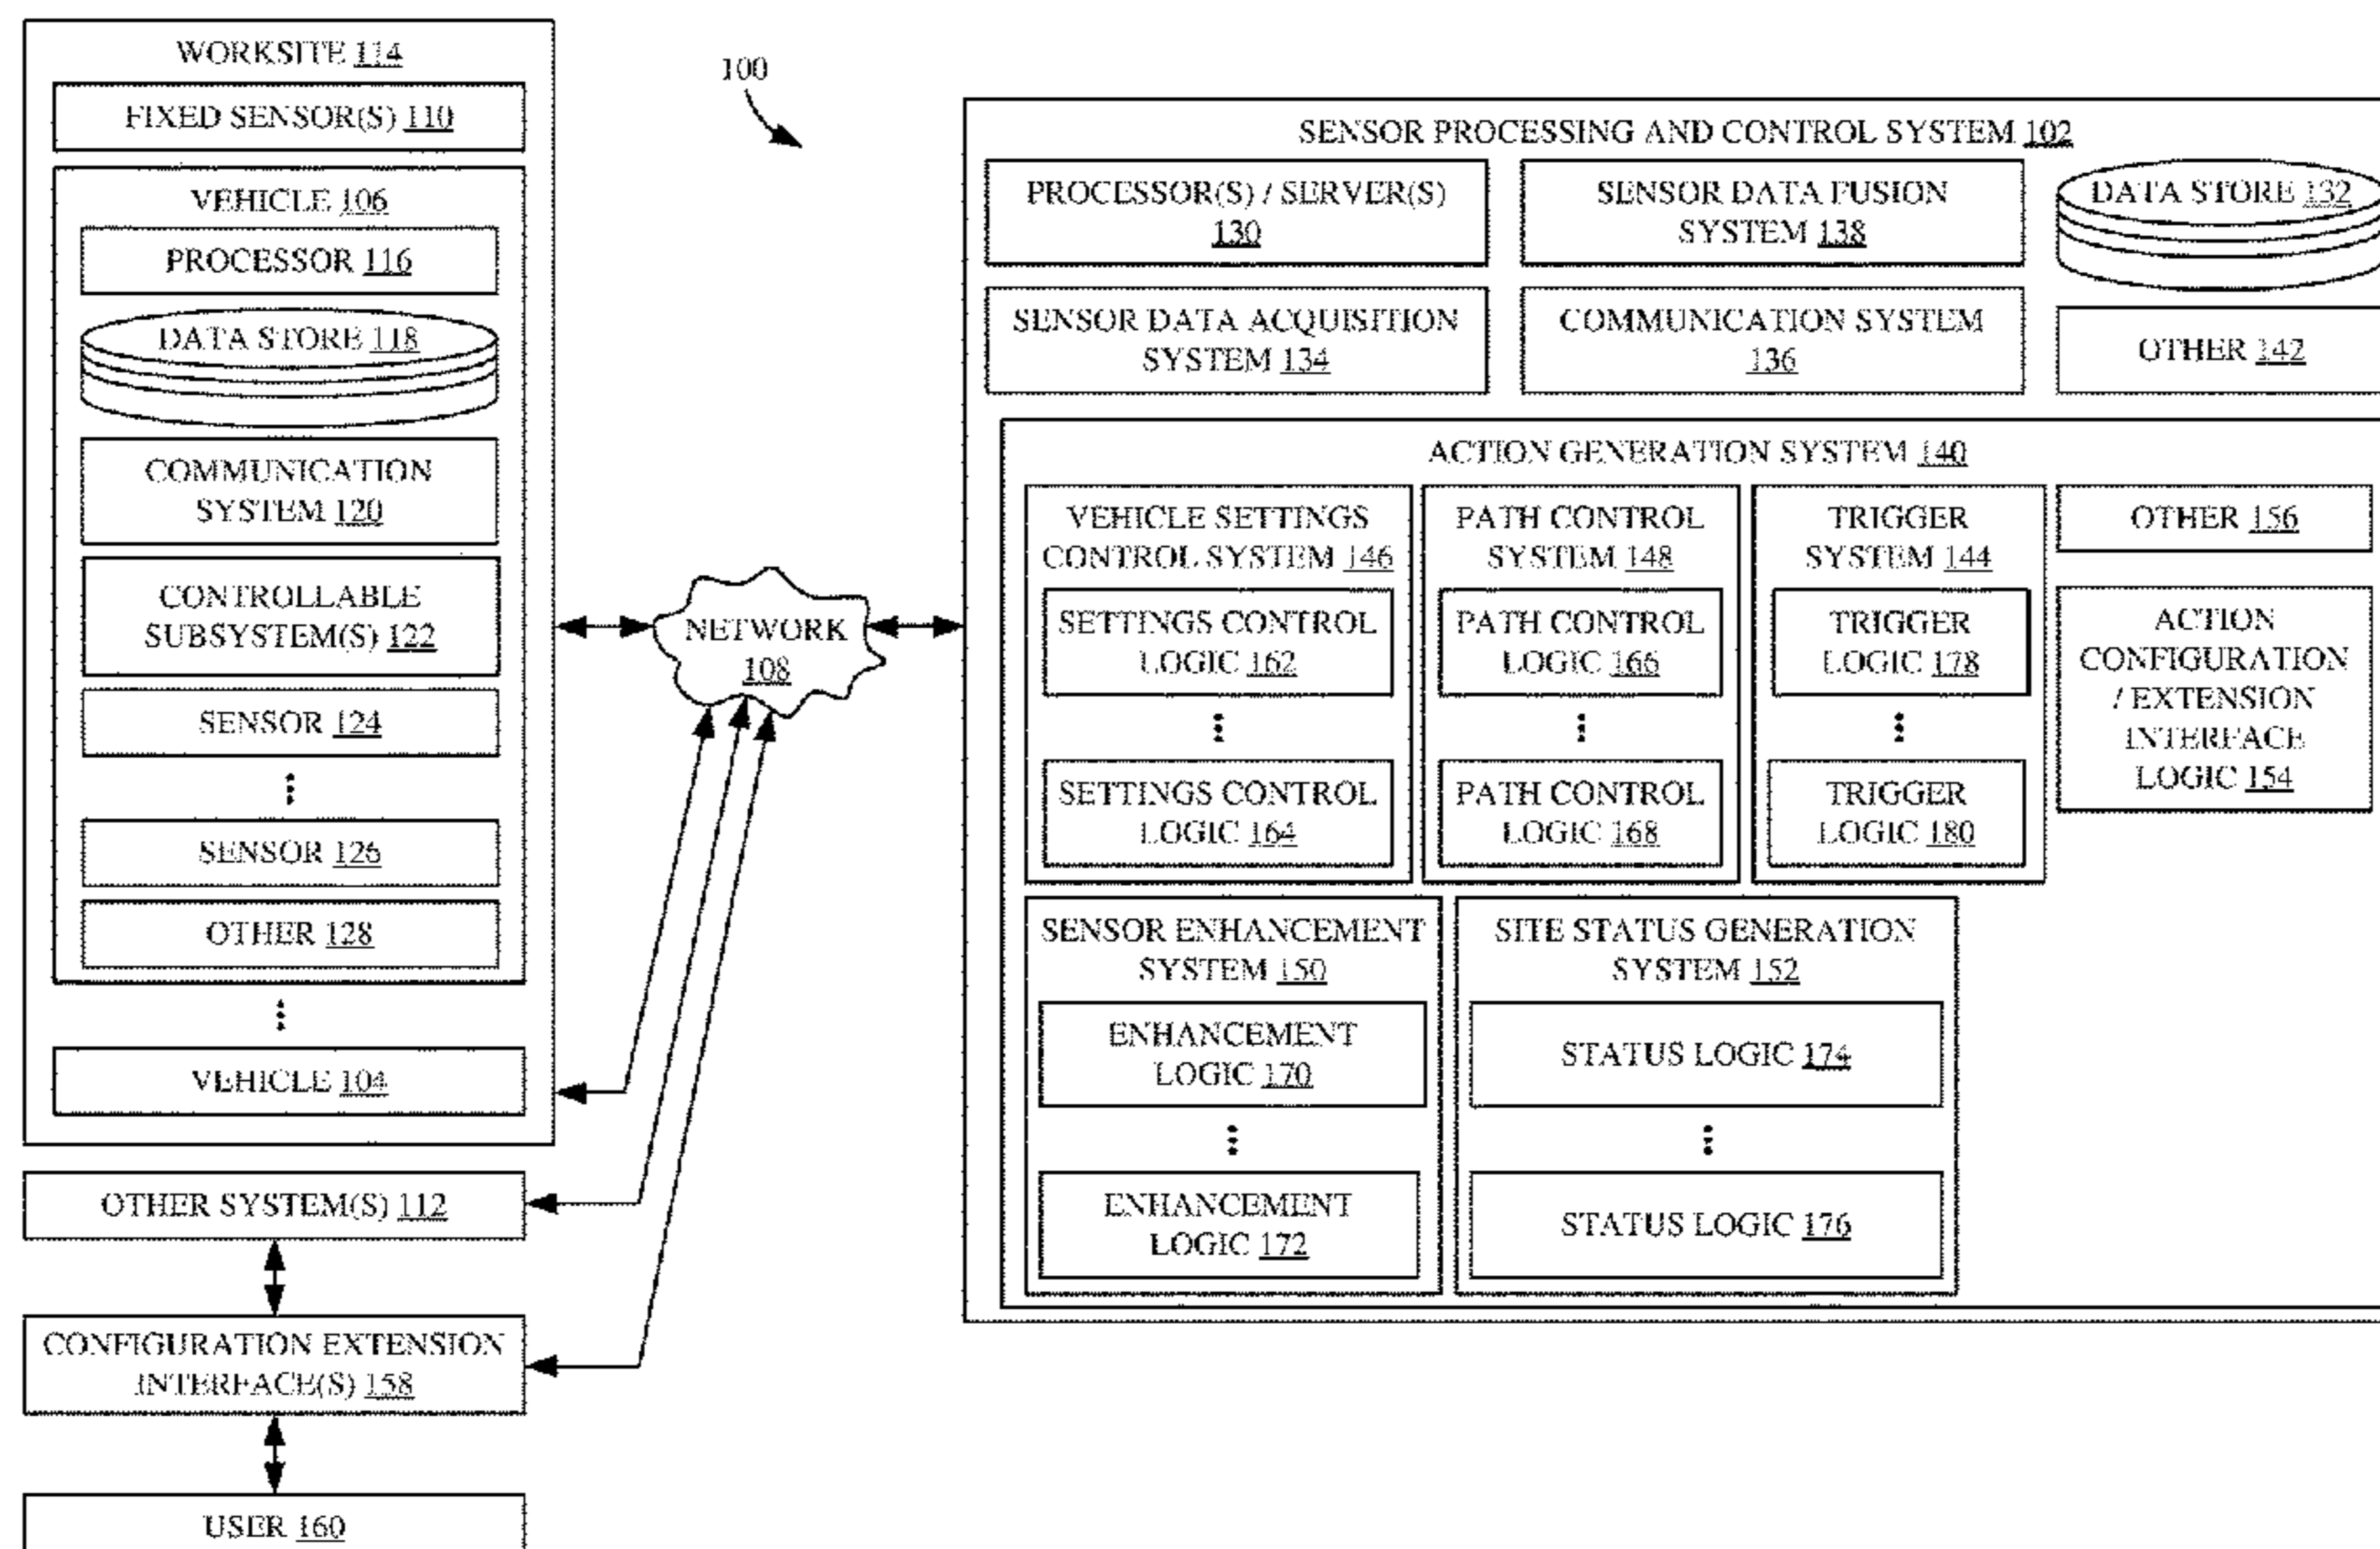 WORKSITE 114
FIXED SENSOR(S) 110
VEHICLE 106
PROCESSOR 116
DATA STORE 118
COMMUNICATION
SYSTEM 120
CONTROLLABLE
SUBSYSTEM(S) 122
SENSOR 124
SENSOR 126
OTHER 128
VEHICLE 104
OTHER SYSTEM(S) 112
CONFIGURATION EXTENSION
INTERFACE(S) 158
USER 160
100
NETWORK
108
SENSOR PROCESSING AND CONTROL SYSTEM 102
PROCESSOR(S) / SERVER(S)
130
SENSOR DATA FUSION
SYSTEM 138
DATA STORE 132
SENSOR DATA ACQUISITION
SYSTEM 134
COMMUNICATION SYSTEM
136
OTHER 142
ACTION GENERATION SYSTEM 140
VEHICLE SETTINGS
CONTROL SYSTEM 146
SETTINGS CONTROL
LOGIC 162
SETTINGS CONTROL
LOGIC 164
PATH CONTROL
SYSTEM 148
PATH CONTROL
LOGIC 166
PATH CONTROL
LOGIC 168
TRIGGER
SYSTEM 144
TRIGGER
LOGIC 178
TRIGGER
LOGIC 180
OTHER 156
ACTION
CONFIGURATION
/ EXTENSION
INTERFACE
LOGIC 154
SENSOR ENHANCEMENT
SYSTEM 150
ENHANCEMENT
LOGIC 170
ENHANCEMENT
LOGIC 172
SITE STATUS GENERATION
SYSTEM 152
STATUS LOGIC 174
STATUS LOGIC 176